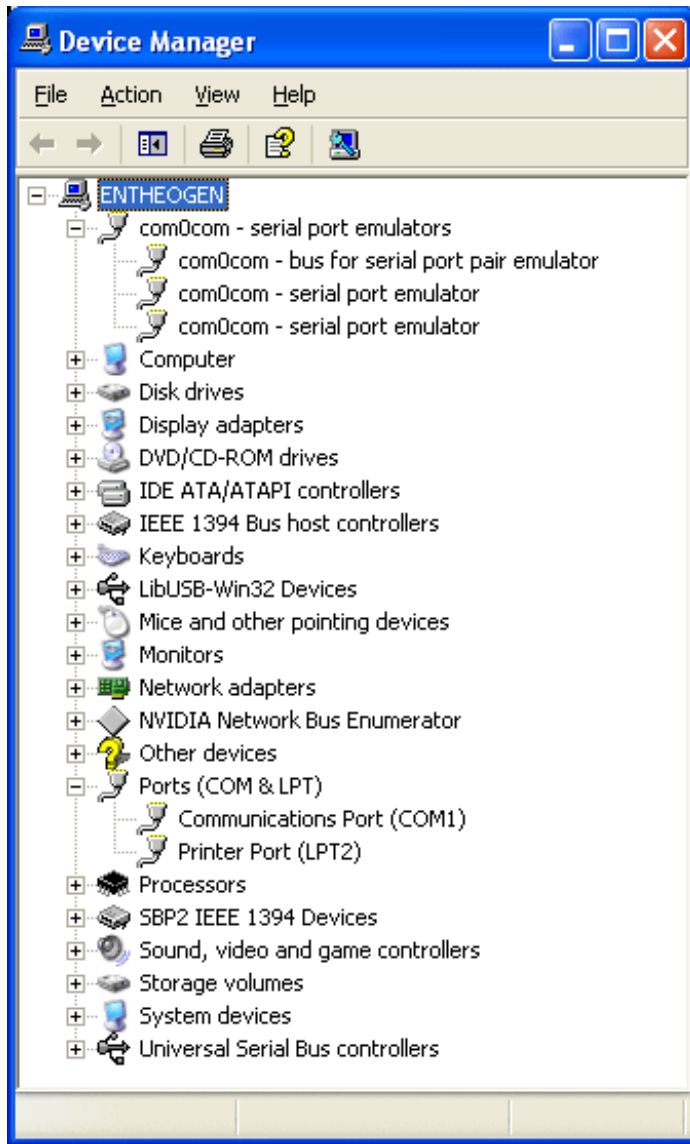 Device Manager
File Action View Help
ENTHEOGEN
com0com - serial port emulators
com0com - bus for serial port pair emulator
com0com - serial port emulator
com0com - serial port emulator
Computer
Disk drives
Display adapters
DVD/CD-ROM drives
IDE ATA/ATAPI controllers
IEEE 1394 Bus host controllers
Keyboards
LibUSB-Win32 Devices
Mice and other pointing devices
Monitors
Network adapters
NVIDIA Network Bus Enumerator
Other devices
Ports (COM & LPT)
Communications Port (COM1)
Printer Port (LPT2)
Processors
SBP2 IEEE 1394 Devices
Sound, video and game controllers
Storage volumes
System devices
Universal Serial Bus controllers